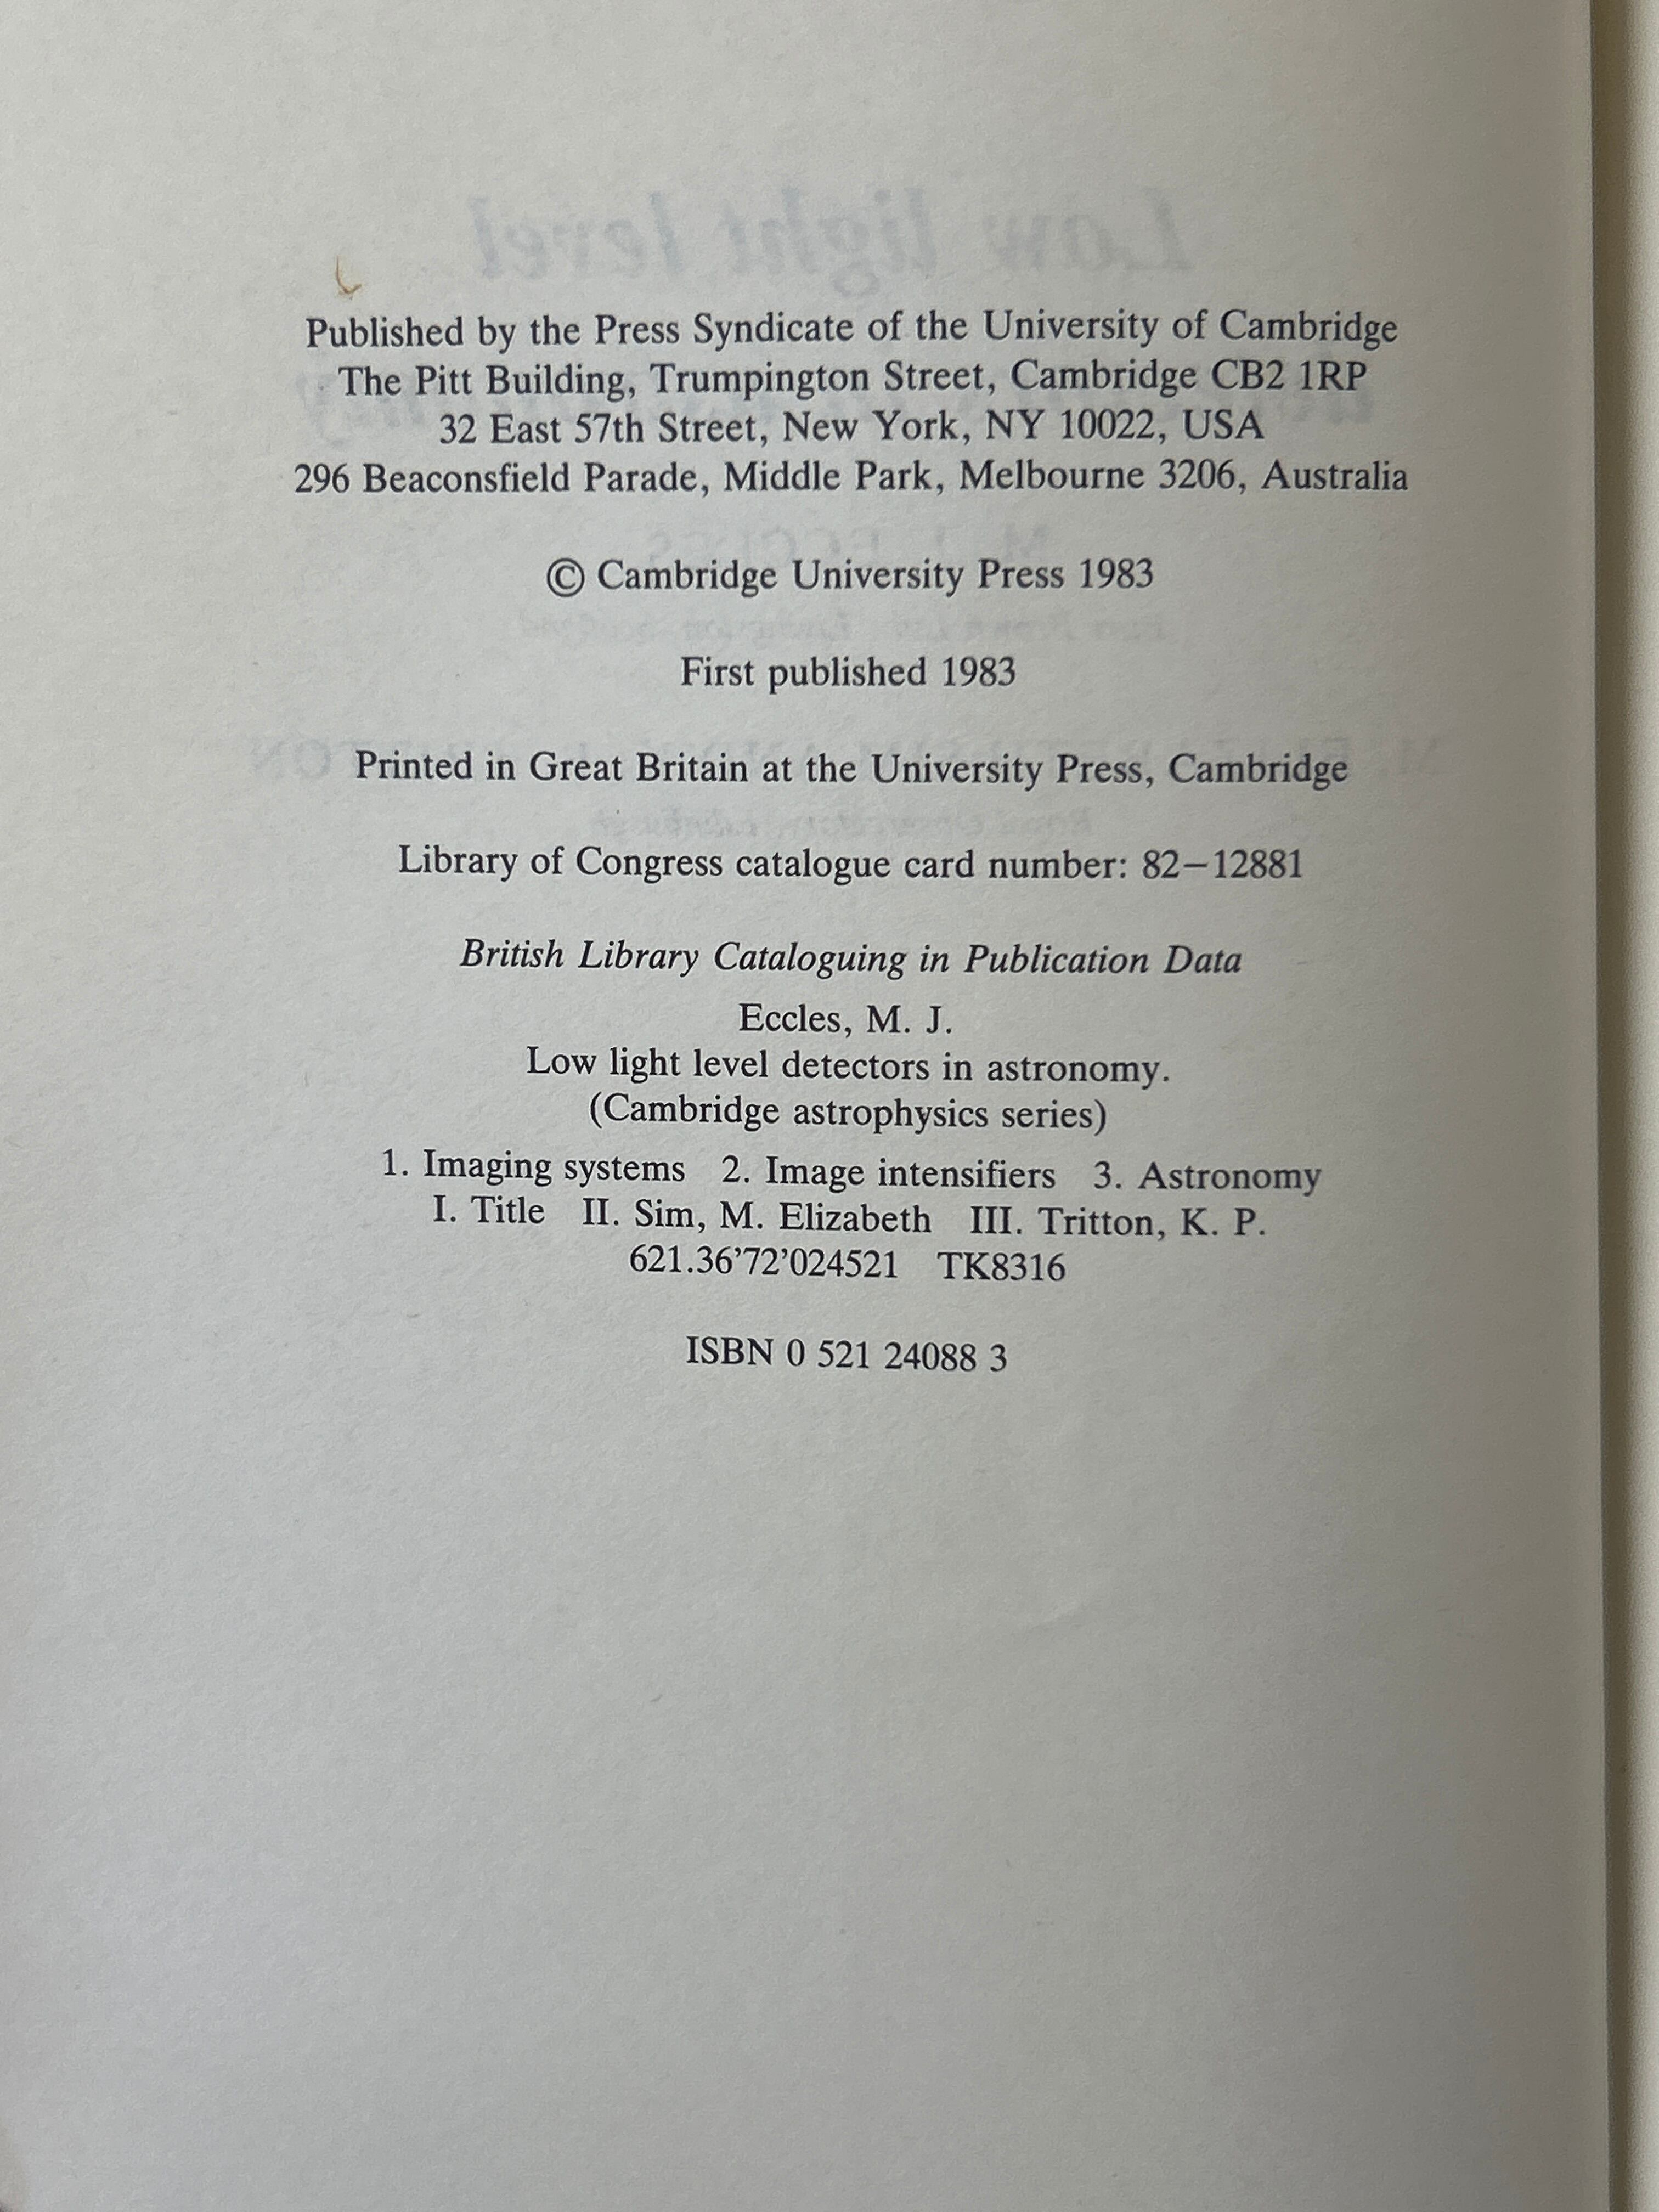 Low light level
Published by the Press Syndicate of the University of Cambridge
The Pitt Building, Trumpington Street, Cambridge CB2 1RP
32 East 57th Street, New York, NY 10022, USA
296 Beaconsfield Parade, Middle Park, Melbourne 3206, Australia
© Cambridge University Press 1983
First published 1983
Printed in Great Britain at the University Press, Cambridge
Library of Congress catalogue card number: 82–12881
British Library Cataloguing in Publication Data
Eccles, M. J.
Low light level detectors in astronomy.
(Cambridge astrophysics series)
1. Imaging systems 2. Image intensifiers 3. Astronomy
I. Title II. Sim, M. Elizabeth III. Tritton, K. P.
621.36’72’024521 TK8316
ISBN 0 521 24088 3